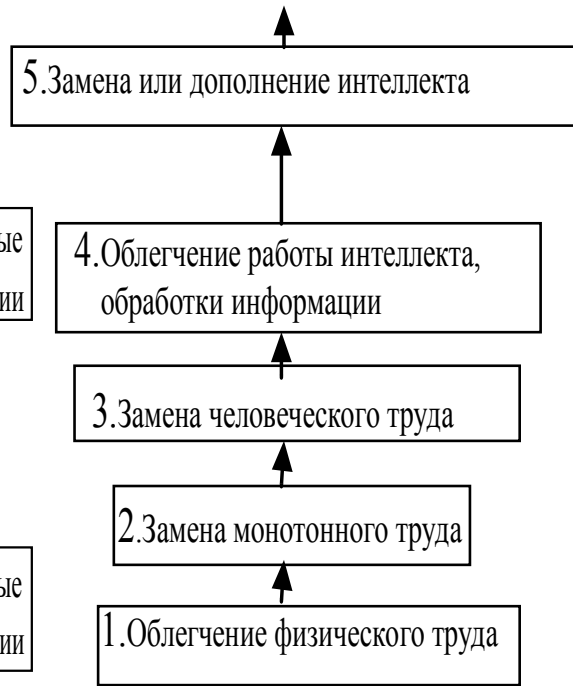 5.Замена или дополнение интеллекта
4.Облегчение работы интеллекта,
обработки информации
3.Замена человеческого труда
2.Замена монотонного труда
1.Облегчение физического труда